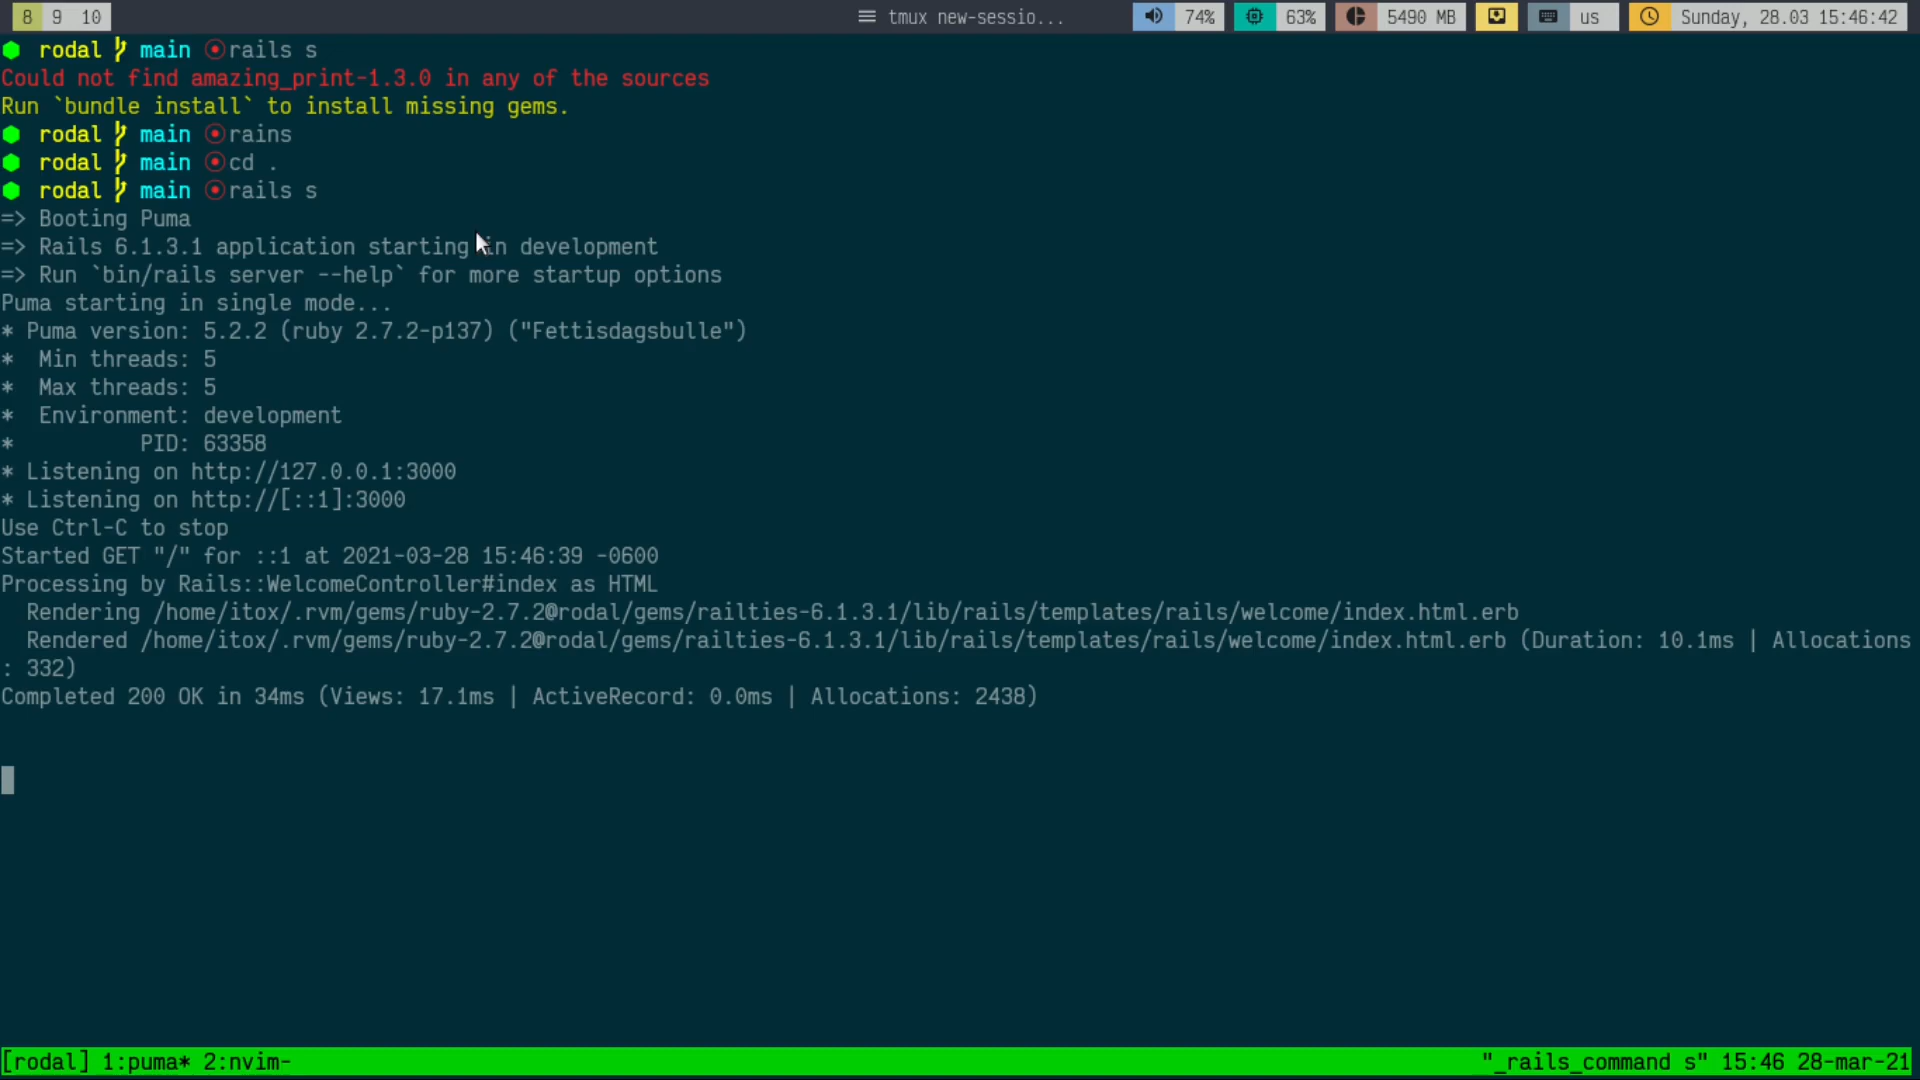 8 9 10 tmux new-sessio... 74% 63% 5490 MB us Sunday, 28.03 15:46:42
rodal main rails s
Could not find amazing_print-1.3.0 in any of the sources
Run `bundle install` to install missing gems.
rodal main rains
rodal main cd .
rodal main rails s
=> Booting Puma
=> Rails 6.1.3.1 application starting in development
=> Run `bin/rails server --help` for more startup options
Puma starting in single mode...
* Puma version: 5.2.2 (ruby 2.7.2-p137) ("Fettisdagsbulle")
*  Min threads: 5
*  Max threads: 5
*  Environment: development
*          PID: 63358
* Listening on http://127.0.0.1:3000
* Listening on http://[::1]:3000
Use Ctrl-C to stop
Started GET "/" for ::1 at 2021-03-28 15:46:39 -0600
Processing by Rails::WelcomeController#index as HTML
  Rendering /home/itox/.rvm/gems/ruby-2.7.2@rodal/gems/railties-6.1.3.1/lib/rails/templates/rails/welcome/index.html.erb
  Rendered /home/itox/.rvm/gems/ruby-2.7.2@rodal/gems/railties-6.1.3.1/lib/rails/templates/rails/welcome/index.html.erb (Duration: 10.1ms | Allocations
: 332)
Completed 200 OK in 34ms (Views: 17.1ms | ActiveRecord: 0.0ms | Allocations: 2438)
[rodal] 1:puma* 2:nvim- "_rails_command s" 15:46 28-mar-21